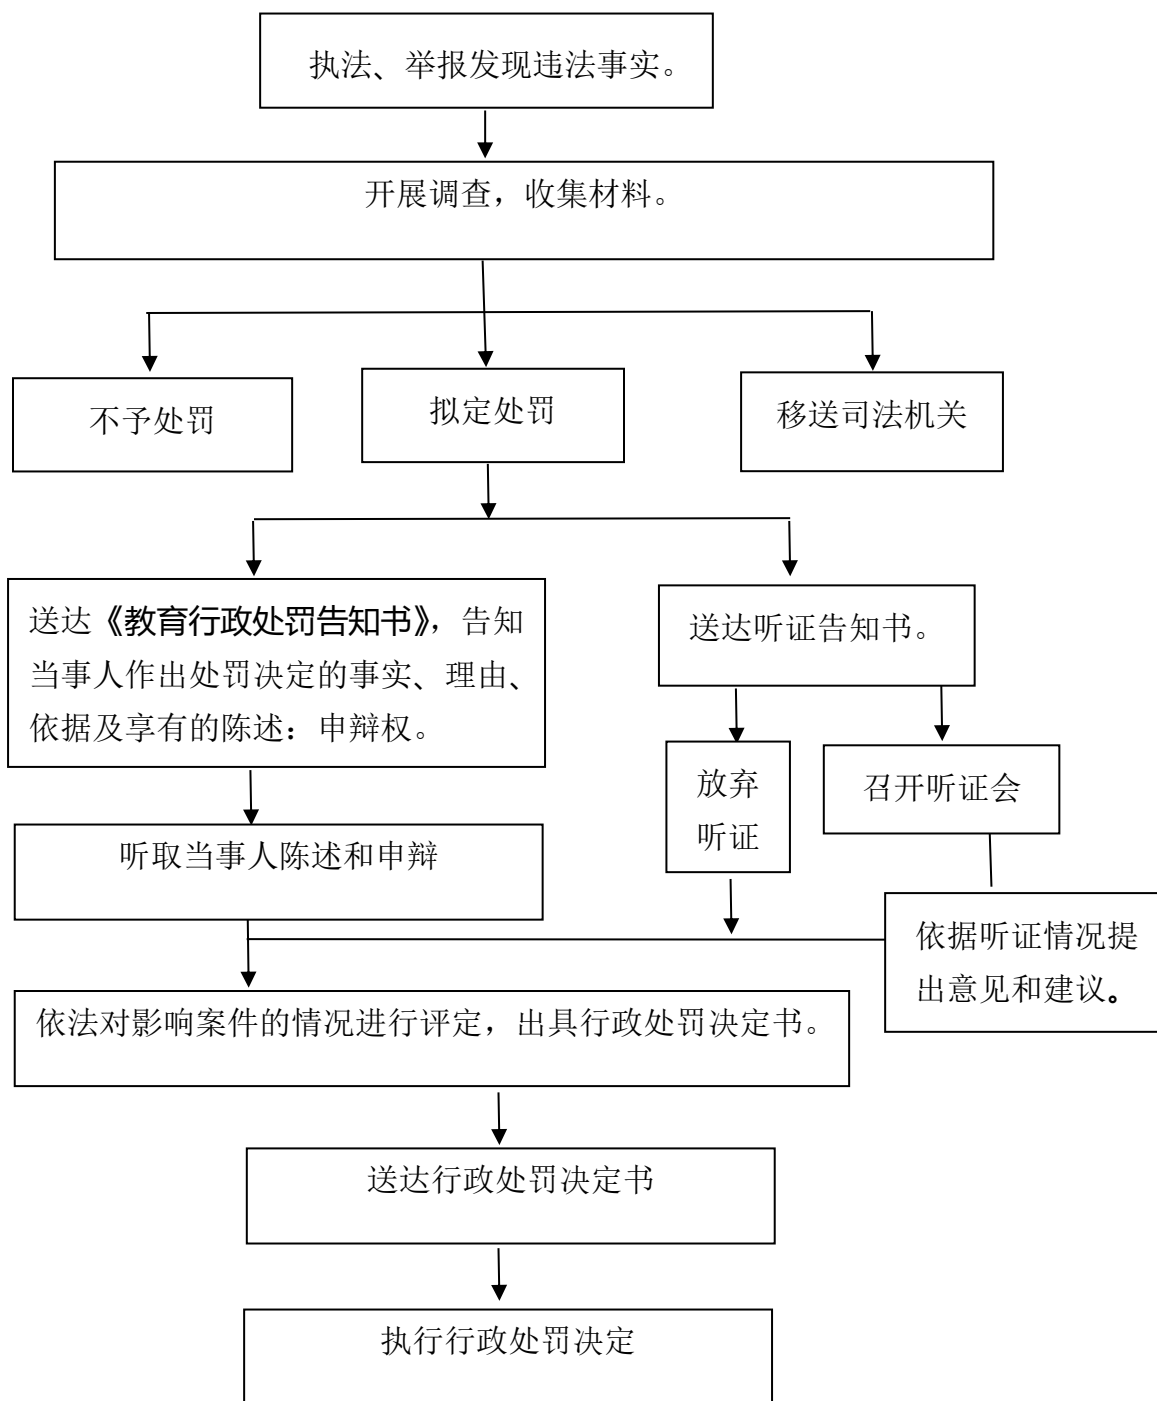 执法、举报发现违法事实。
开展调查，收集材料。
不予处罚
拟定处罚
移送司法机关
送达《教育行政处罚告知书》，告知
当事人作出处罚决定的事实、理由、
依据及享有的陈述：申辩权。
送达听证告知书。
放弃
听证
召开听证会
听取当事人陈述和申辩
依据听证情况提
出意见和建议。
依法对影响案件的情况进行评定，出具行政处罚决定书。
送达行政处罚决定书
执行行政处罚决定